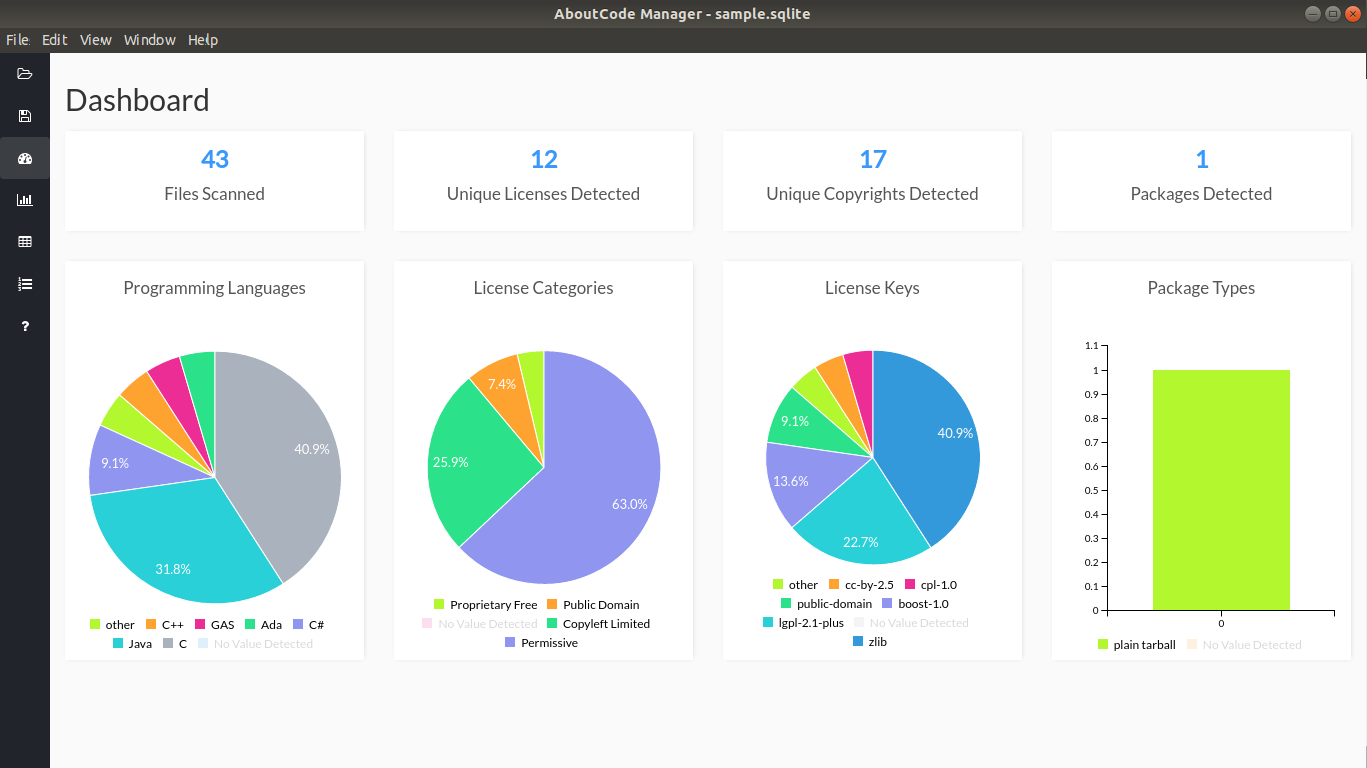 AboutCode Manager - sample.sqlite
File Edit View Window Help
Dashboard
43
Files Scanned
12
Unique Licenses Detected
17
Unique Copyrights Detected
1
Packages Detected
Programming Languages
40.9%
9.1%
31.8%
other C++ GAS Ada C#
Java C No Value Detected
License Categories
7.4%
25.9%
63.0%
Proprietary Free Public Domain
No Value Detected Copyleft Limited
Permissive
License Keys
9.1%
40.9%
13.6%
22.7%
other cc-by-2.5 cpl-1.0
public-domain boost-1.0
lgpl-2.1-plus No Value Detected
zlib
Package Types
1.1
1
0.9
0.8
0.7
0.6
0.5
0.4
0.3
0.2
0.1
0
0
plain tarball No Value Detected
?